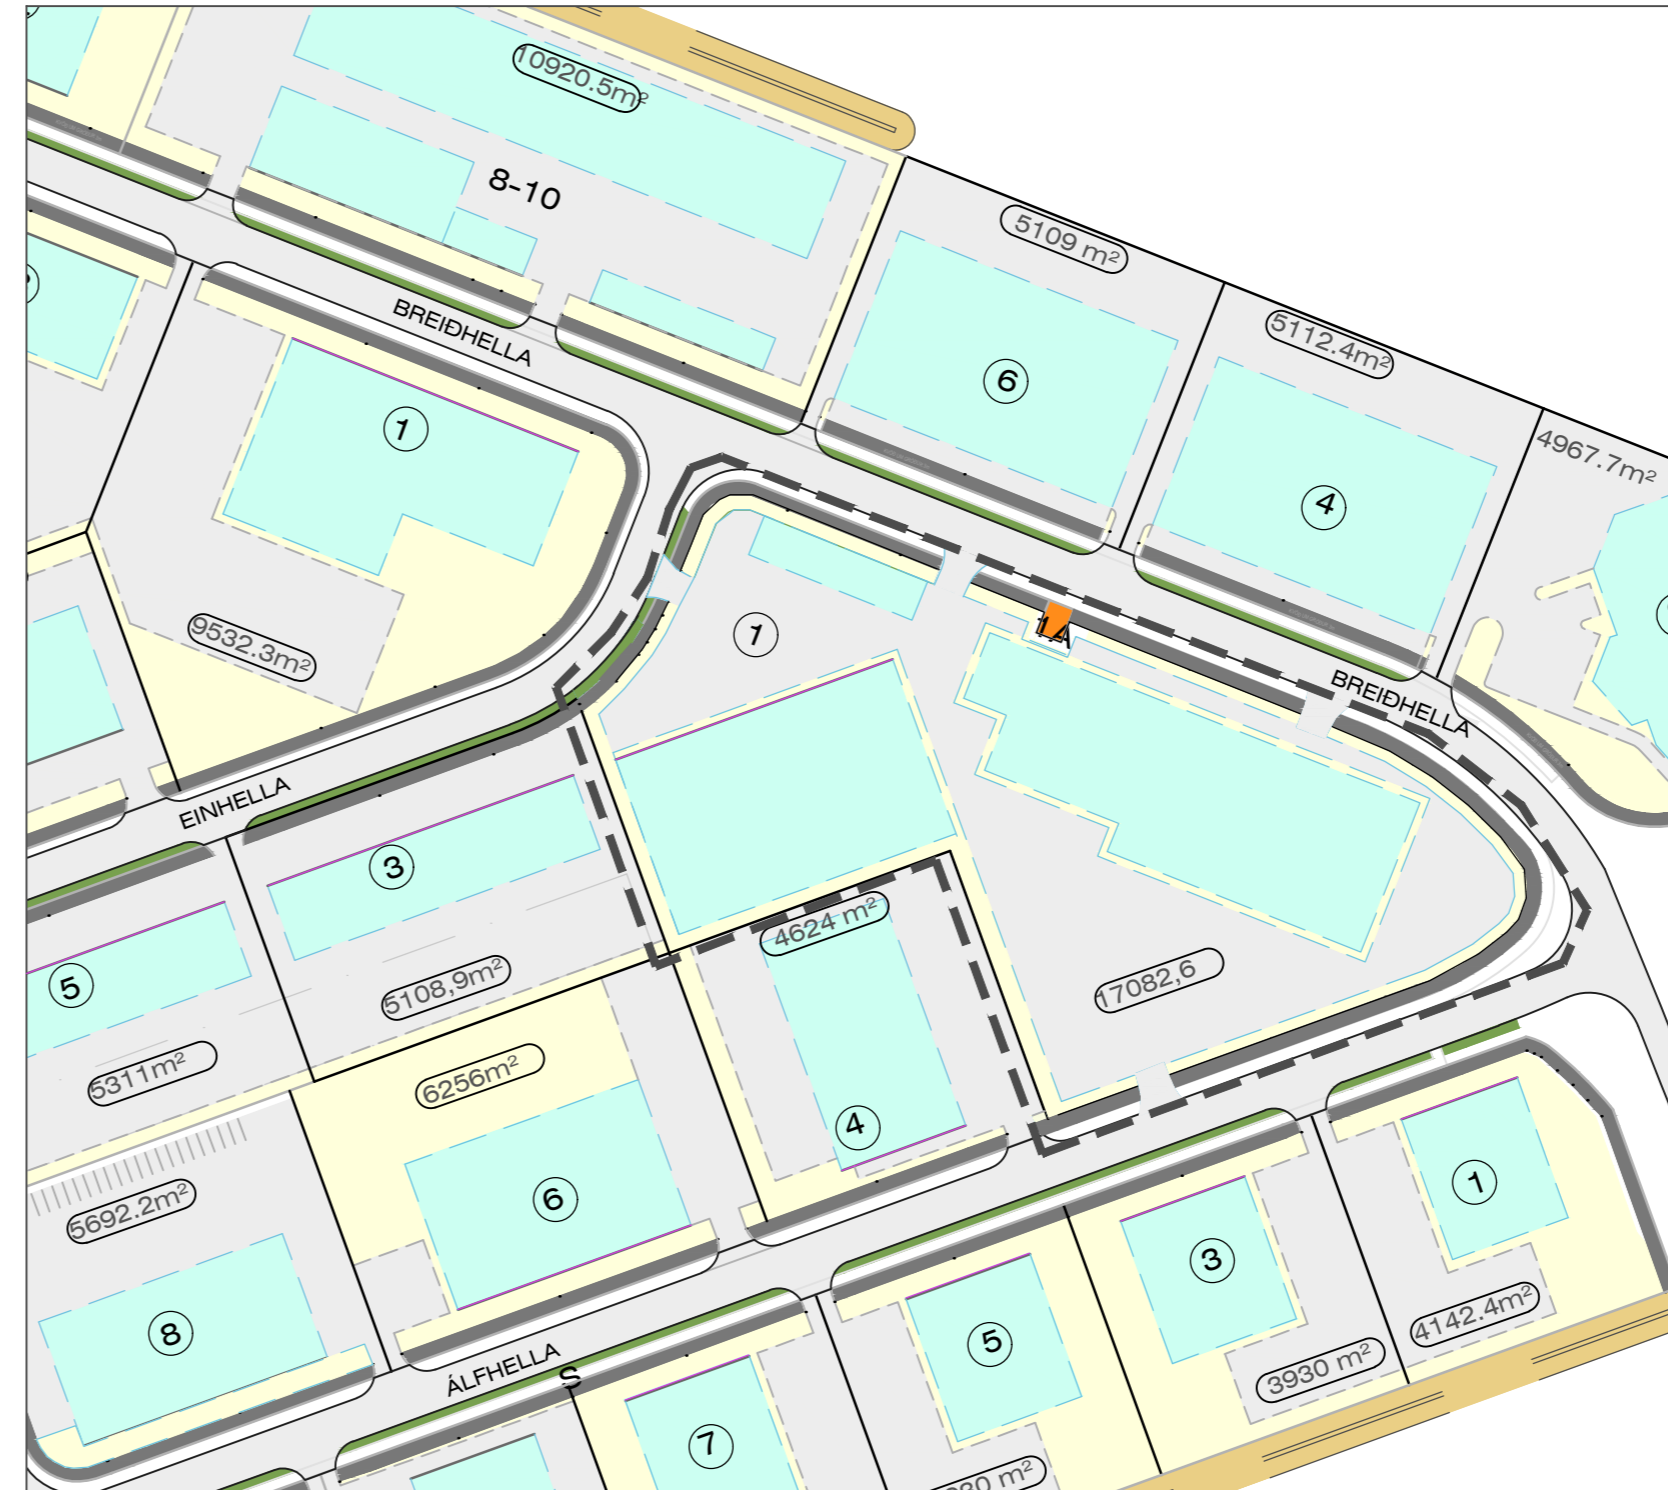 10920.5m²
8-10
5109 m²
5112.4m²
4967.7m²
BREIÐHELLA
6
1
4
9532.3m²
1
1A
BREIÐHELLA
EINHELLA
3
4624 m²
5
5108,9m²
17082,6
5311m²
6256m²
4
5692.2m²
6
1
3
8
5
4142.4m²
3930 m²
ÁLFHELLA
S
7